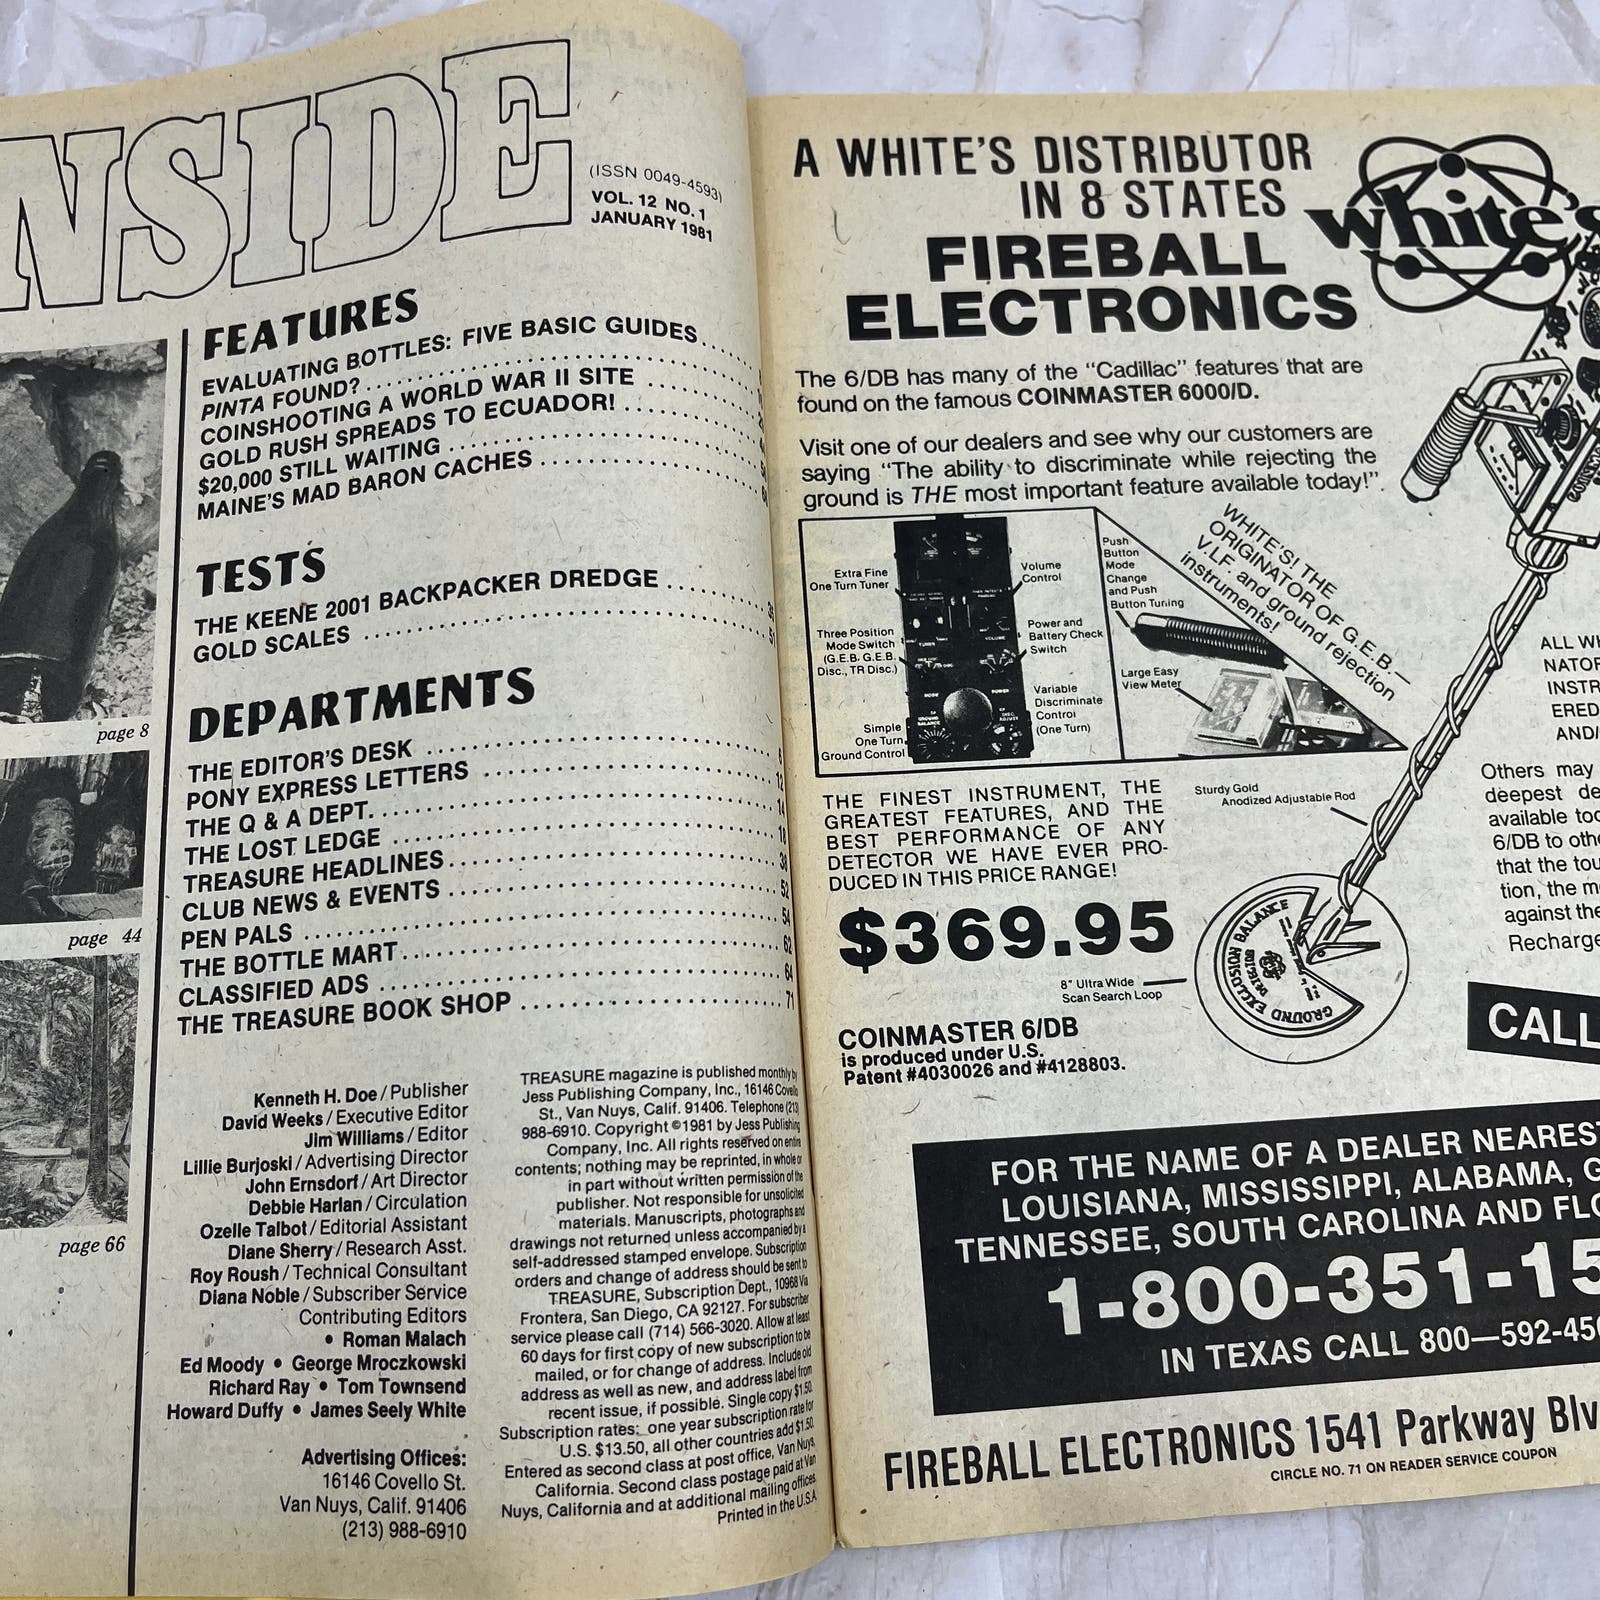 NSIDE
(ISSN 0049-4593)
VOL. 12 NO. 1
JANUARY 1981
FEATURES
EVALUATING BOTTLES: FIVE BASIC GUIDES
PINTA FOUND?
COINSHOOTING A WORLD WAR II SITE
GOLD RUSH SPREADS TO ECUADOR!
$20,000 STILL WAITING
MAINE'S MAD BARON CACHES
TESTS
THE KEENE 2001 BACKPACKER DREDGE
GOLD SCALES
DEPARTMENTS
THE EDITOR'S DESK 6
PONY EXPRESS LETTERS 12
THE Q & A DEPT. 14
THE LOST LEDGE 18
TREASURE HEADLINES 38
CLUB NEWS & EVENTS 52
PEN PALS 54
THE BOTTLE MART 62
CLASSIFIED ADS 64
THE TREASURE BOOK SHOP 71
page 8
page 44
page 66
Kenneth H. Doe / Publisher
David Weeks / Executive Editor
Jim Williams / Editor
Lillie Burjoski / Advertising Director
John Ernsdorf / Art Director
Debbie Harlan / Circulation
Ozelle Talbot / Editorial Assistant
Diane Sherry / Research Asst.
Roy Roush / Technical Consultant
Diana Noble / Subscriber Service
Contributing Editors
• Roman Malach
Ed Moody • George Mroczkowski
Richard Ray • Tom Townsend
Howard Duffy • James Seely White
Advertising Offices:
16146 Covello St.
Van Nuys, Calif. 91406
(213) 988-6910
TREASURE magazine is published monthly by
Jess Publishing Company, Inc., 16146 Covello
St., Van Nuys, Calif. 91406. Telephone (213)
988-6910. Copyright ©1981 by Jess Publishing
Company, Inc. All rights reserved on entire
contents; nothing may be reprinted, in whole or
in part without written permission of the
publisher. Not responsible for unsolicited
materials. Manuscripts, photographs and
drawings not returned unless accompanied by a
self-addressed stamped envelope. Subscription
orders and change of address should be sent to
TREASURE, Subscription Dept., 10968 Via
Frontera, San Diego, CA 92127. For subscriber
service please call (714) 566-3020. Allow at least
60 days for first copy of new subscription to be
mailed, or for change of address. Include old
address as well as new, and address label from
recent issue, if possible. Single copy $1.50.
Subscription rates: one year subscription rate for
U.S. $13.50, all other countries add $1.50.
Entered as second class at post office, Van Nuys,
California. Second class postage paid at Van
Nuys, California and at additional mailing offices.
Printed in the U.S.A.
A WHITE'S DISTRIBUTOR
IN 8 STATES
white's
FIREBALL
ELECTRONICS
The 6/DB has many of the "Cadillac" features that are
found on the famous COINMASTER 6000/D.
Visit one of our dealers and see why our customers are
saying "The ability to discriminate while rejecting the
ground is THE most important feature available today!".
Extra Fine
One Turn Tuner
Three Position
Mode Switch
(G.E.B. G.E.B.
Disc., TR Disc.)
Simple
One Turn
Ground Control
Volume
Control
Power and
Battery Check
Switch
Variable
Discriminate
Control
(One Turn)
Push
Button
Mode
Change
and Push
Button Tuning
Large Easy
View Meter
WHITE'S! THE
ORIGINATOR OF G.E.B.—
V.L.F. and ground rejection
instruments!
THE FINEST INSTRUMENT, THE
GREATEST FEATURES, AND THE
BEST PERFORMANCE OF ANY
DETECTOR WE HAVE EVER PRO-
DUCED IN THIS PRICE RANGE!
$369.95
Sturdy Gold
Anodized Adjustable Rod
8" Ultra Wide
Scan Search Loop
GROUND EXCLUSION BALANCE
COINMASTER 6/DB
is produced under U.S.
Patent #4030026 and #4128803.
ALL WH
NATOR
INSTR
ERED
AND/
Others may
deepest de
available too
6/DB to othe
that the tou
tion, the mo
against the
Recharge
CALL
FOR THE NAME OF A DEALER NEAREST
LOUISIANA, MISSISSIPPI, ALABAMA, G
TENNESSEE, SOUTH CAROLINA AND FLO
1-800-351-15
IN TEXAS CALL 800—592-450
FIREBALL ELECTRONICS 1541 Parkway Blv
CIRCLE NO. 71 ON READER SERVICE COUPON